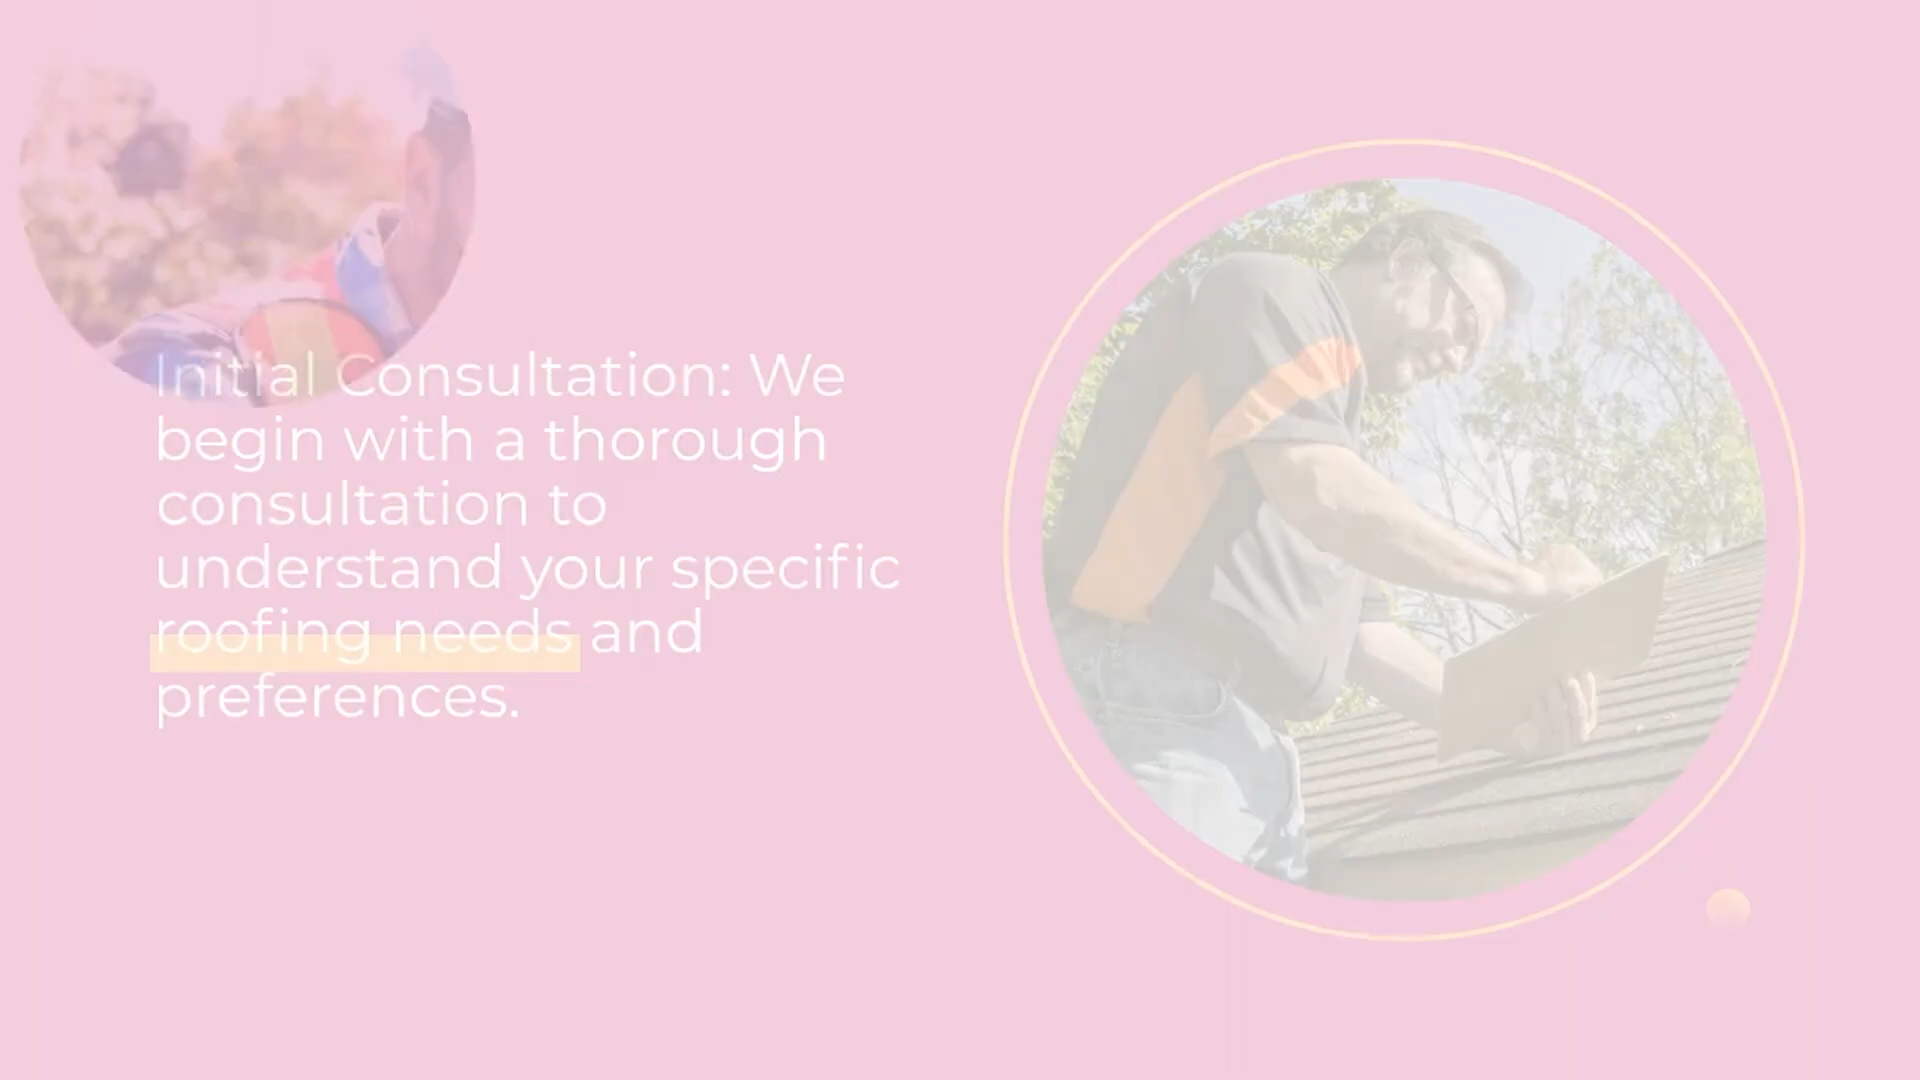 Initial Consultation: We
begin with a thorough
consultation to
understand your specific
roofing needs and
preferences.